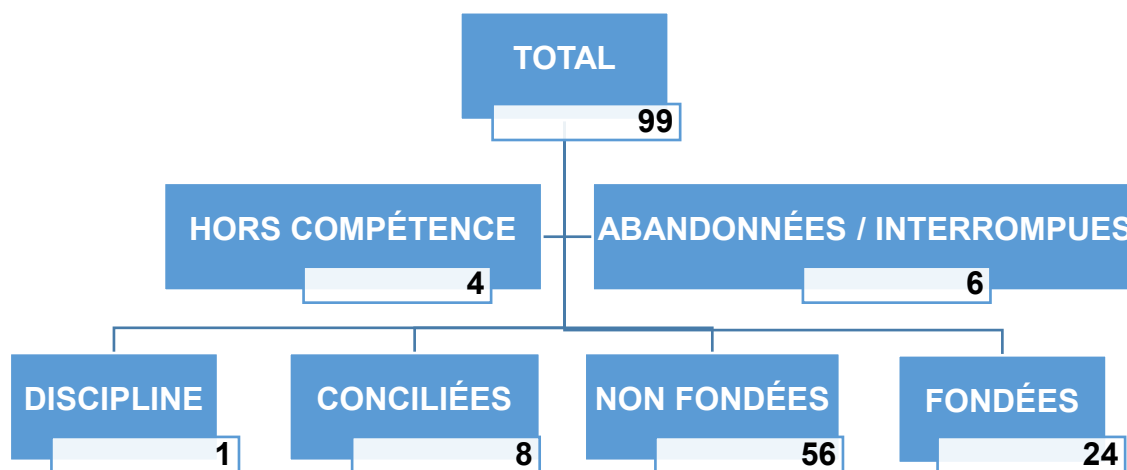 TOTAL
99
HORS COMPÉTENCE
4
ABANDONNÉES / INTERROMPUES
6
DISCIPLINE
1
CONCILIÉES
8
NON FONDÉES
56
FONDÉES
24